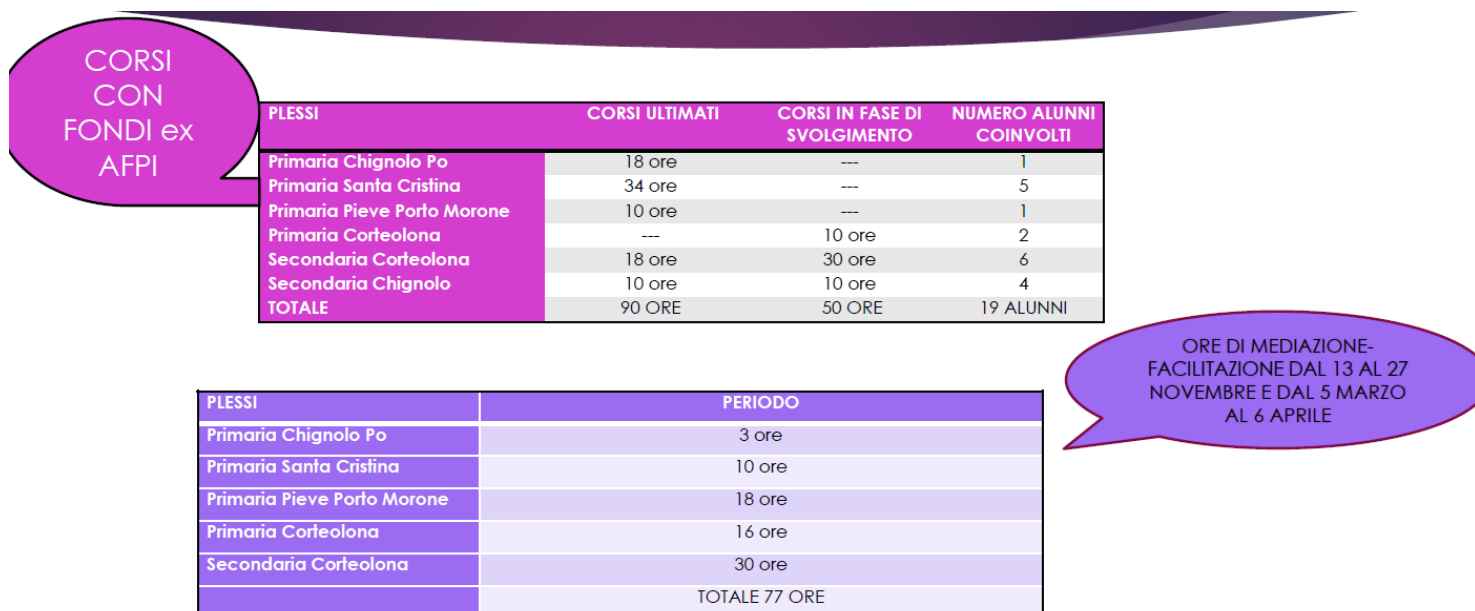 CORSI
CON
FONDI ex
AFPI
PLESSI CORSI ULTIMATI CORSI IN FASE DI SVOLGIMENTO NUMERO ALUNNI COINVOLTI
Primaria Chignolo Po 18 ore --- 1
Primaria Santa Cristina 34 ore --- 5
Primaria Pieve Porto Morone 10 ore --- 1
Primaria Corteolona --- 10 ore 2
Secondaria Corteolona 18 ore 30 ore 6
Secondaria Chignolo 10 ore 10 ore 4
TOTALE 90 ORE 50 ORE 19 ALUNNI
ORE DI MEDIAZIONE-
FACILITAZIONE DAL 13 AL 27
NOVEMBRE E DAL 5 MARZO
AL 6 APRILE
PLESSI PERIODO
Primaria Chignolo Po 3 ore
Primaria Santa Cristina 10 ore
Primaria Pieve Porto Morone 18 ore
Primaria Corteolona 16 ore
Secondaria Corteolona 30 ore
TOTALE 77 ORE